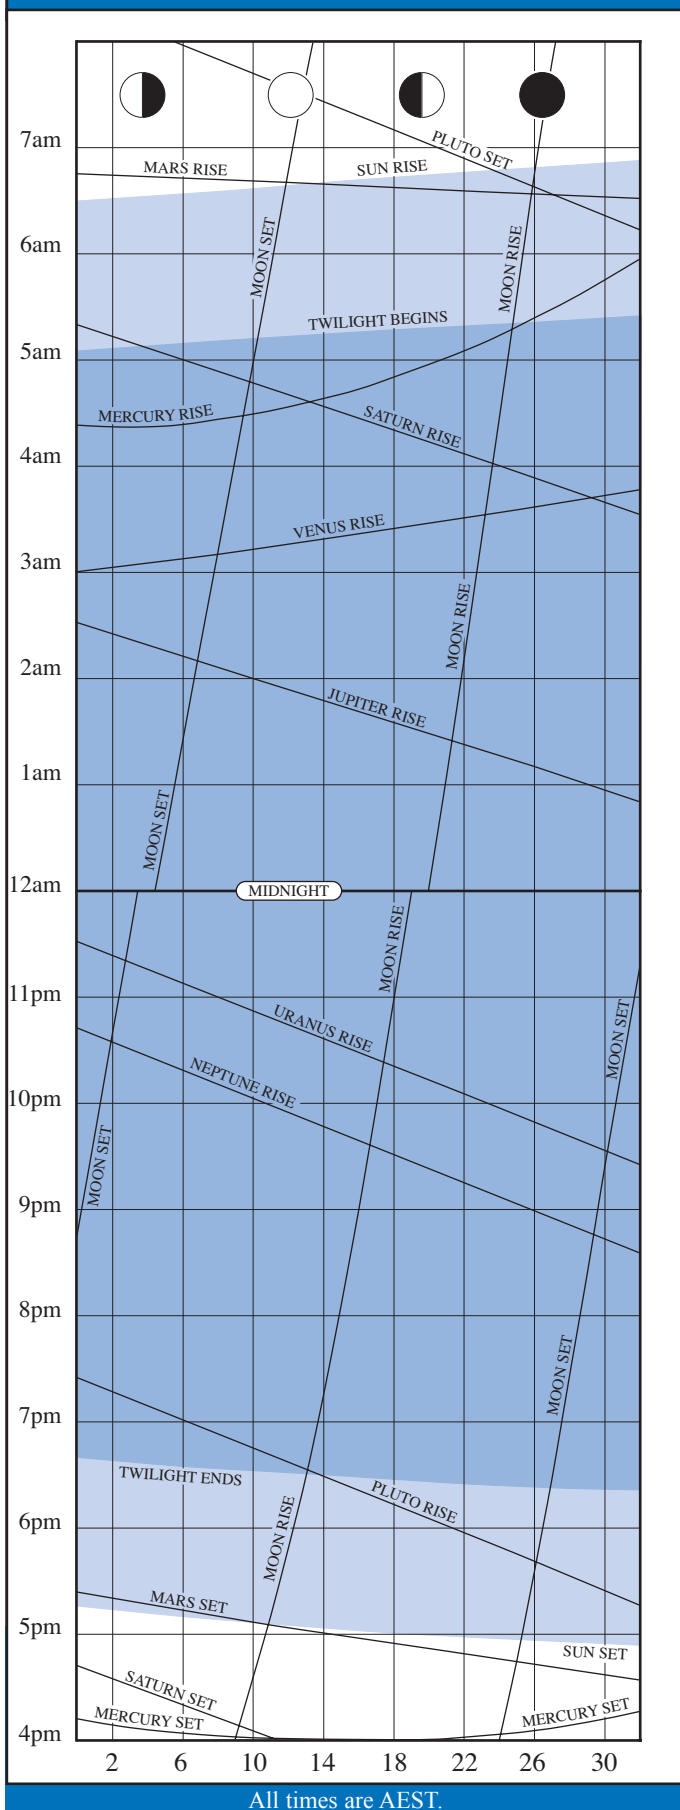 7am
PLUTO SET
MARS RISE
SUN RISE
MOON SET
MOON RISE
6am
TWILIGHT BEGINS
5am
MERCURY RISE
SATURN RISE
4am
VENUS RISE
3am
MOON RISE
2am
JUPITER RISE
1am
MOON SET
12am
MIDNIGHT
MOON RISE
11pm
URANUS RISE
MOON SET
NEPTUNE RISE
10pm
MOON SET
9pm
8pm
MOON SET
7pm
TWILIGHT ENDS
PLUTO RISE
6pm
MOON RISE
MARS SET
5pm
SUN SET
SATURN SET
MERCURY SET
MERCURY SET
4pm
2 6 10 14 18 22 26 30
All times are AEST.